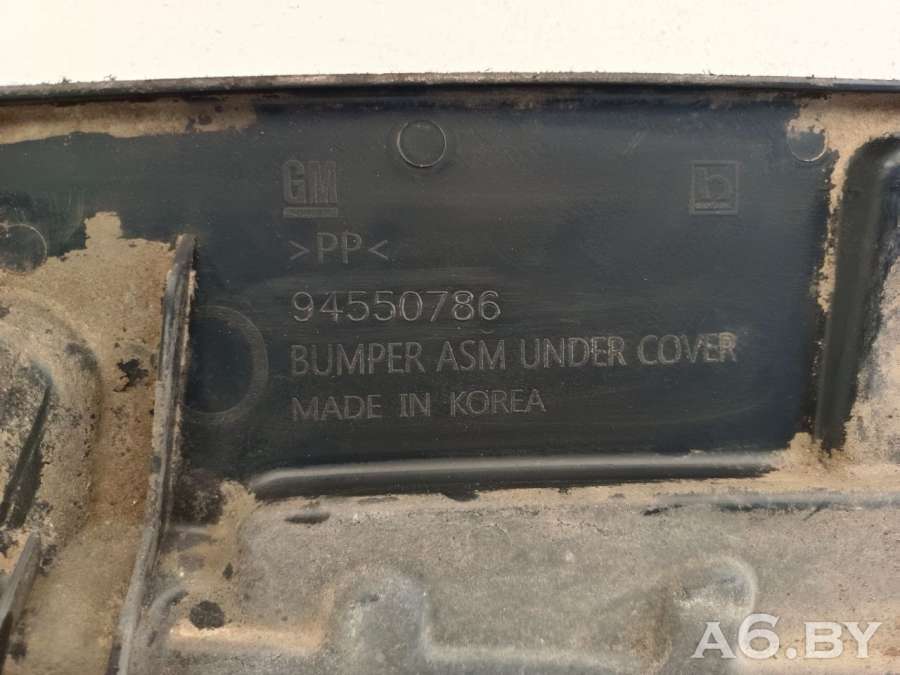 GM
>PP<
94550786
BUMPER ASM UNDER COVER
MADE IN KOREA
A6.BY